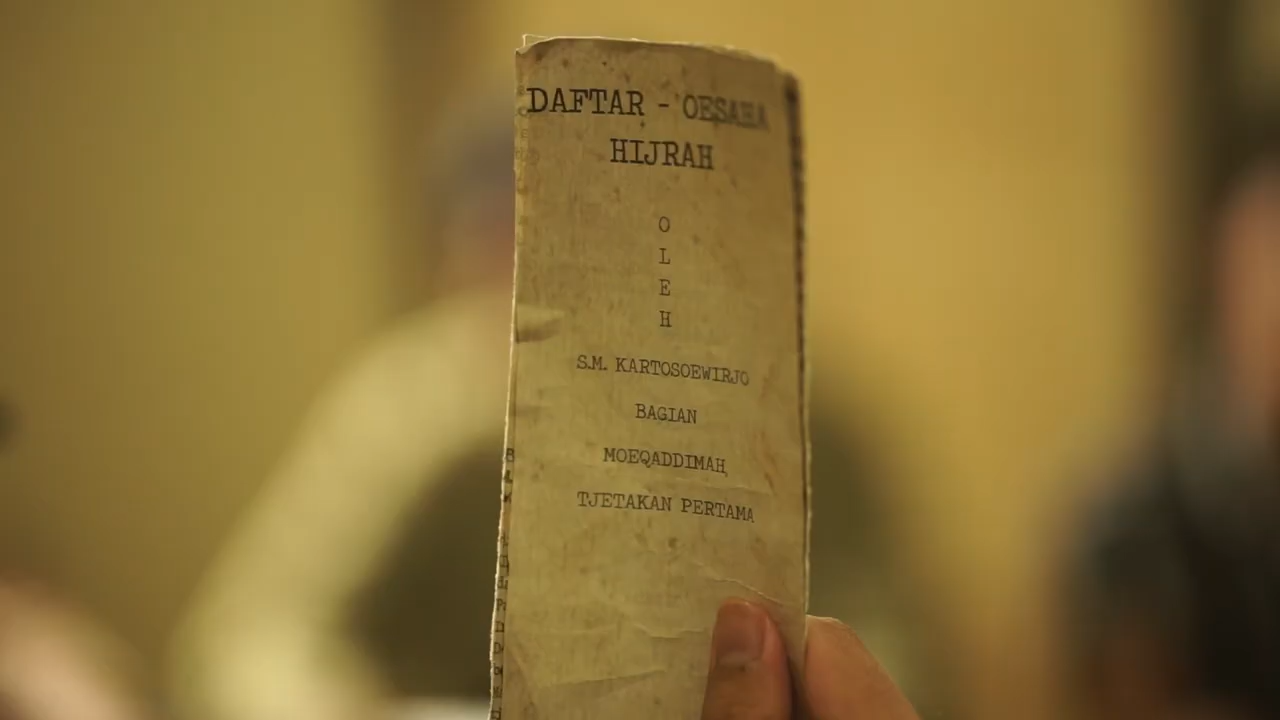 DAFTAR - OESAHA
HIJRAH
O
L
E
H
S.M. KARTOSOEWIRJO
BAGIAN
MOEQADDIMAH
TJETAKAN PERTAMA